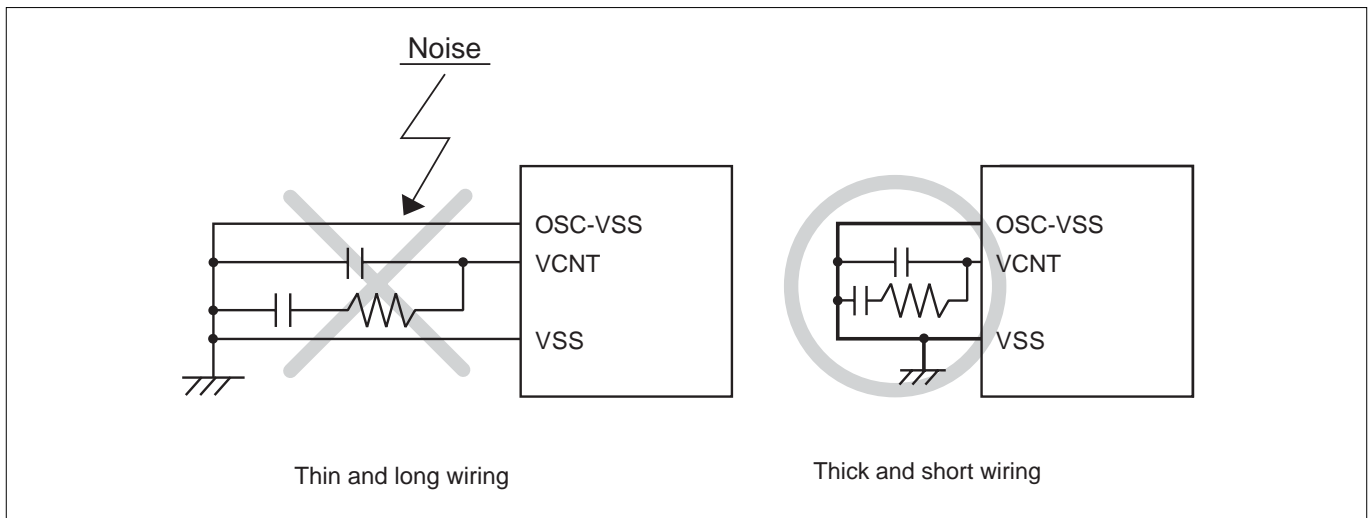 Noise
OSC-VSS
VCNT
VSS
OSC-VSS
VCNT
VSS
Thin and long wiring
Thick and short wiring